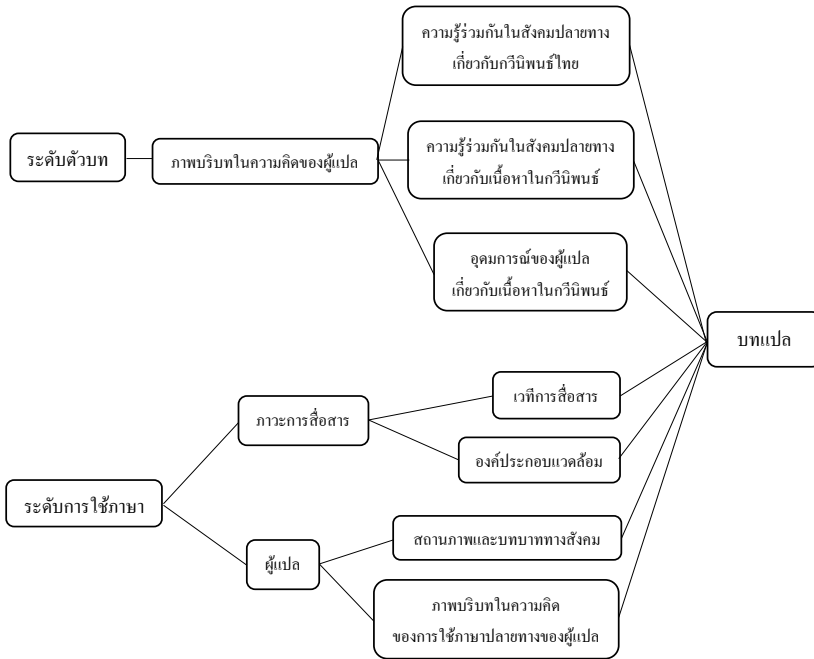 ความรู้ร่วมกันในสังคมปลายทาง
เกี่ยวกับกวีนิพนธ์ไทย
ระดับตัวบท
ภาพบริบทในความคิดของผู้แปล
ความรู้ร่วมกันในสังคมปลายทาง
เกี่ยวกับเนื้อหาในกวีนิพนธ์
อุดมการณ์ของผู้แปล
เกี่ยวกับเนื้อหาในกวีนิพนธ์
บทแปล
ภาวะการสื่อสาร
เวทีการสื่อสาร
องค์ประกอบแวดล้อม
ระดับการใช้ภาษา
ผู้แปล
สถานภาพและบทบาททางสังคม
ภาพบริบทในความคิด
ของการใช้ภาษาปลายทางของผู้แปล